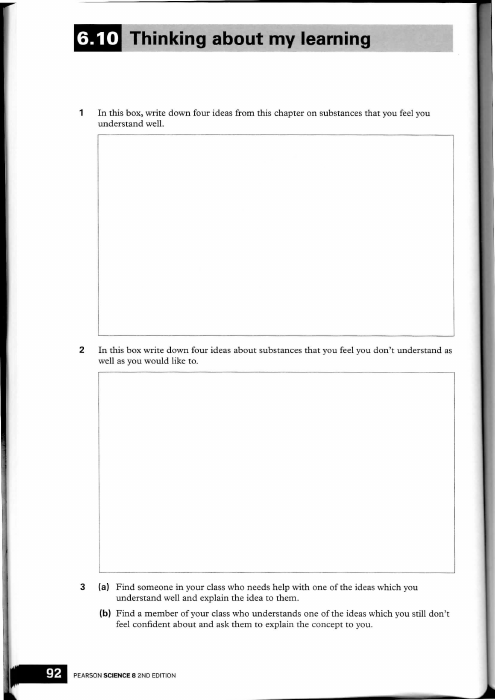 6.10 Thinking about my learning
1 In this box, write down four ideas from this chapter on substances that you feel you
understand well.
2 In this box write down four ideas about substances that you feel you don't understand as
well as you would like to.
3 (a) Find someone in your class who needs help with one of the ideas which you
understand well and explain the idea to them.
(b) Find a member of your class who understands one of the ideas which you still don't
feel confident about and ask them to explain the concept to you.
92 PEARSON SCIENCE 8 2ND EDITION